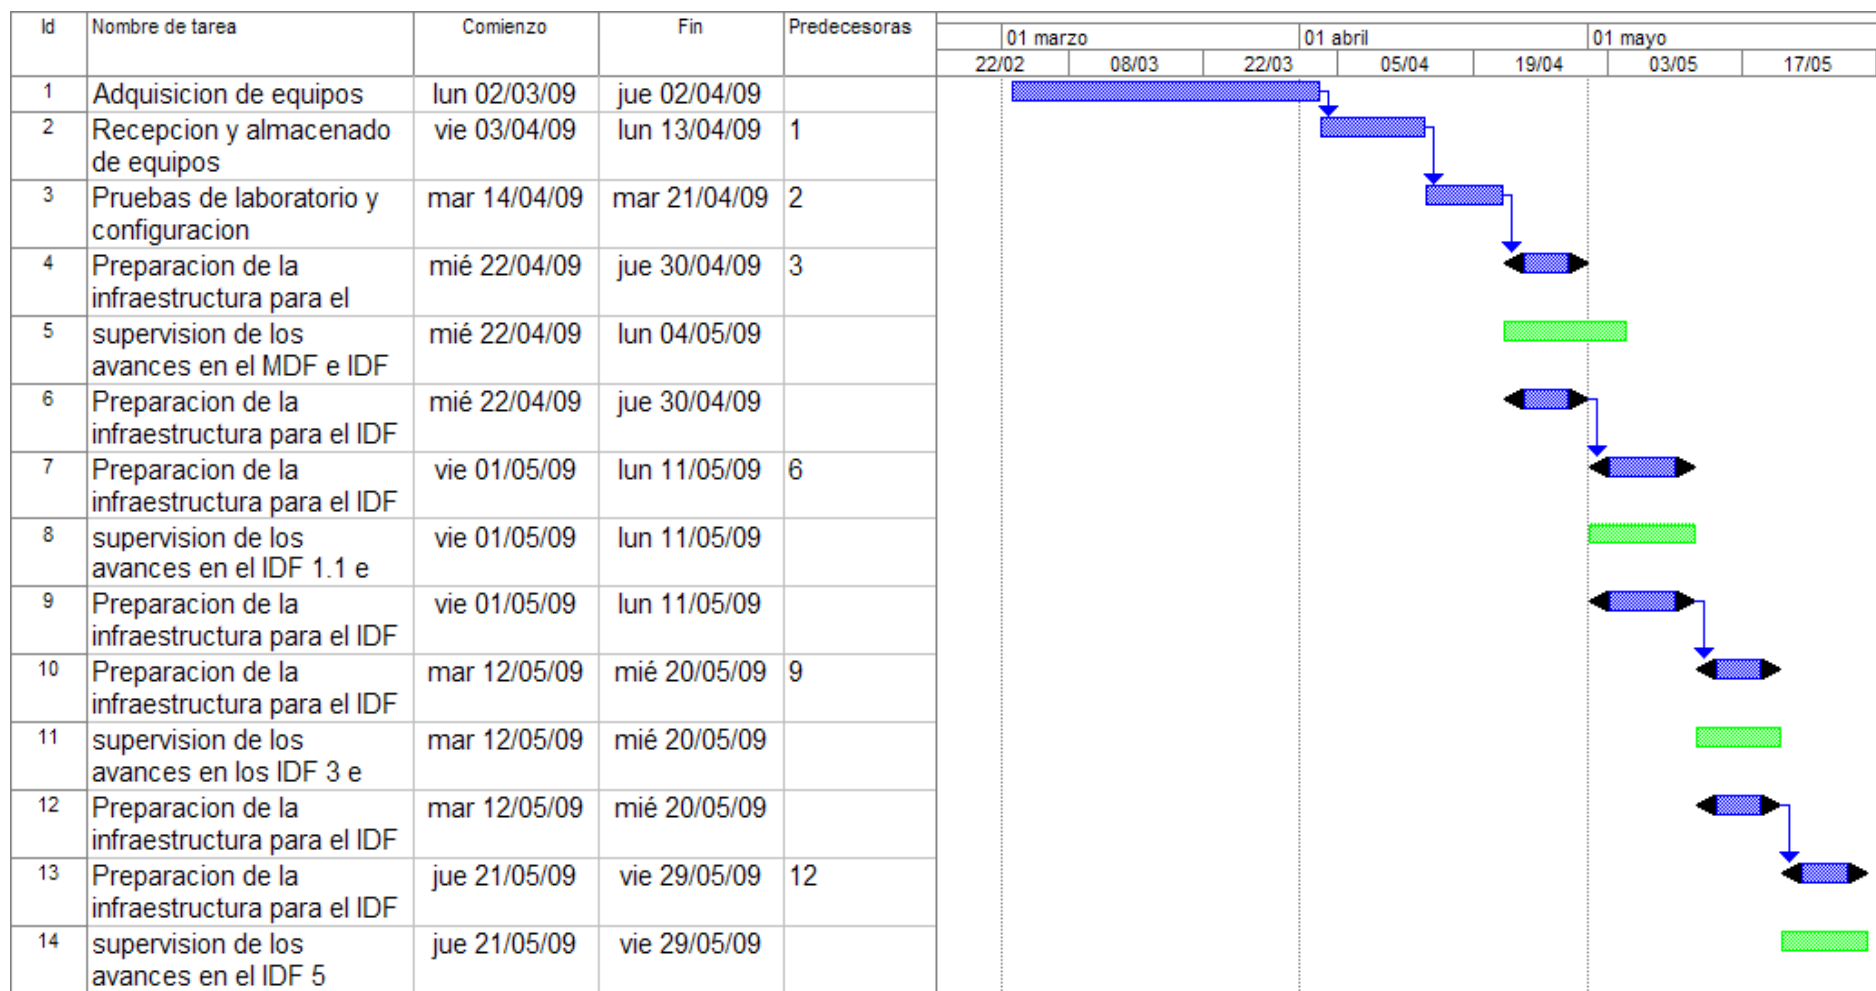 Id Nombre de tarea Comienzo Fin Predecesoras
01 marzo 01 abril 01 mayo
22/02 08/03 22/03 05/04 19/04 03/05 17/05
1 Adquisicion de equipos lun 02/03/09 jue 02/04/09
2 Recepcion y almacenado vie 03/04/09 lun 13/04/09 1
de equipos
3 Pruebas de laboratorio y mar 14/04/09 mar 21/04/09 2
configuracion
4 Preparacion de la mié 22/04/09 jue 30/04/09 3
infraestructura para el
5 supervision de los mié 22/04/09 lun 04/05/09
avances en el MDF e IDF
6 Preparacion de la mié 22/04/09 jue 30/04/09
infraestructura para el IDF
7 Preparacion de la vie 01/05/09 lun 11/05/09 6
infraestructura para el IDF
8 supervision de los vie 01/05/09 lun 11/05/09
avances en el IDF 1.1 e
9 Preparacion de la vie 01/05/09 lun 11/05/09
infraestructura para el IDF
10 Preparacion de la mar 12/05/09 mié 20/05/09 9
infraestructura para el IDF
11 supervision de los mar 12/05/09 mié 20/05/09
avances en los IDF 3 e
12 Preparacion de la mar 12/05/09 mié 20/05/09
infraestructura para el IDF
13 Preparacion de la jue 21/05/09 vie 29/05/09 12
infraestructura para el IDF
14 supervision de los jue 21/05/09 vie 29/05/09
avances en el IDF 5